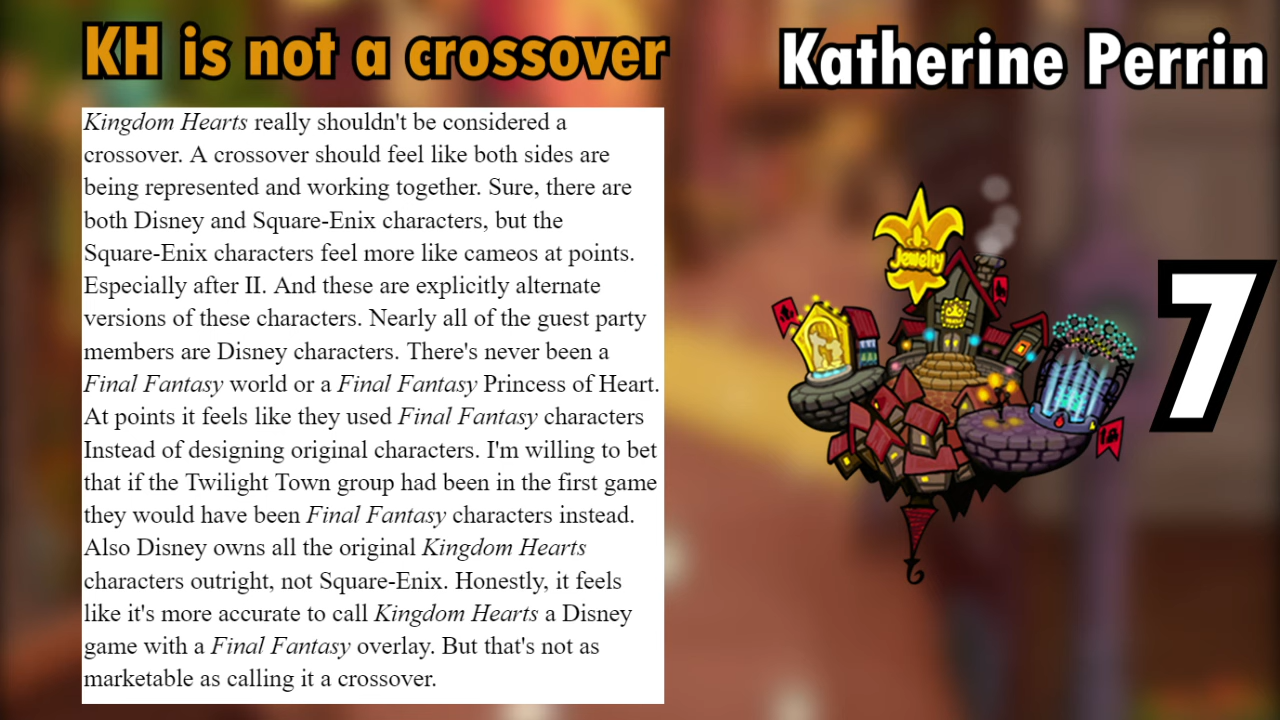 KH is not a crossover
Katherine Perrin
Kingdom Hearts really shouldn't be considered a
crossover. A crossover should feel like both sides are
being represented and working together. Sure, there are
both Disney and Square-Enix characters, but the
Square-Enix characters feel more like cameos at points.
Especially after II. And these are explicitly alternate
versions of these characters. Nearly all of the guest party
members are Disney characters. There's never been a
Final Fantasy world or a Final Fantasy Princess of Heart.
At points it feels like they used Final Fantasy characters
Instead of designing original characters. I'm willing to bet
that if the Twilight Town group had been in the first game
they would have been Final Fantasy characters instead.
Also Disney owns all the original Kingdom Hearts
characters outright, not Square-Enix. Honestly, it feels
like it's more accurate to call Kingdom Hearts a Disney
game with a Final Fantasy overlay. But that's not as
marketable as calling it a crossover.
Jewelry
7